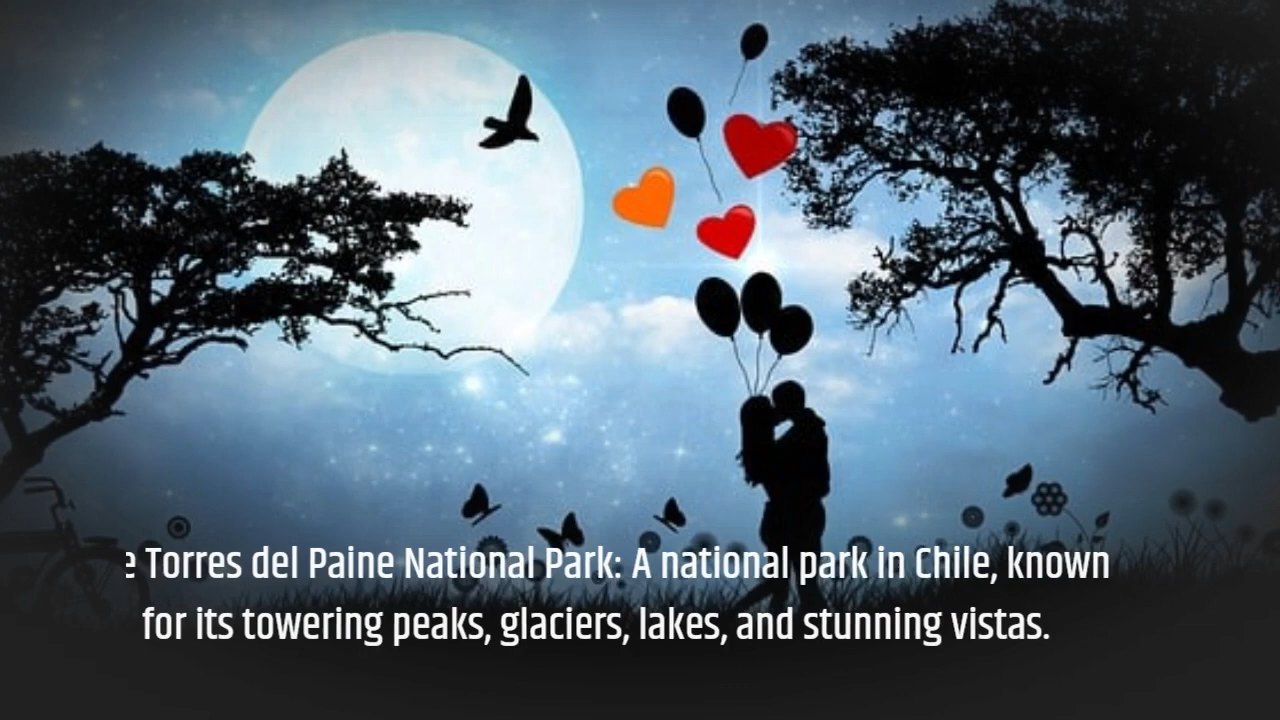 e Torres del Paine National Park: A national park in Chile, known
for its towering peaks, glaciers, lakes, and stunning vistas.